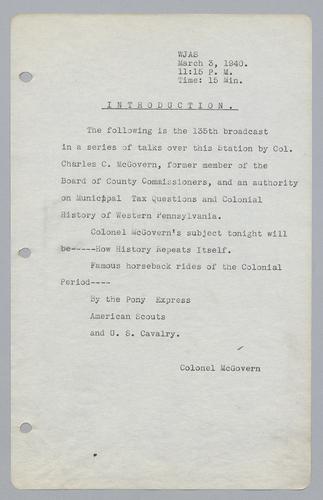 WJAS
March 3, 1940.
11:15 P. M.
Time: 15 Min.
INTRODUCTION.
The following is the 135th broadcast
in a series of talks over this Station by Col.
Charles C. McGovern, former member of the
Board of County Commissioners, and an authority
on Municipal Tax Questions and Colonial
History of Western Pennsylvania.
Colonel McGovern's subject tonight will
be-----How History Repeats Itself.
Famous horseback rides of the Colonial
Period----
By the Pony Express
American Scouts
and U. S. Cavalry.
Colonel McGovern